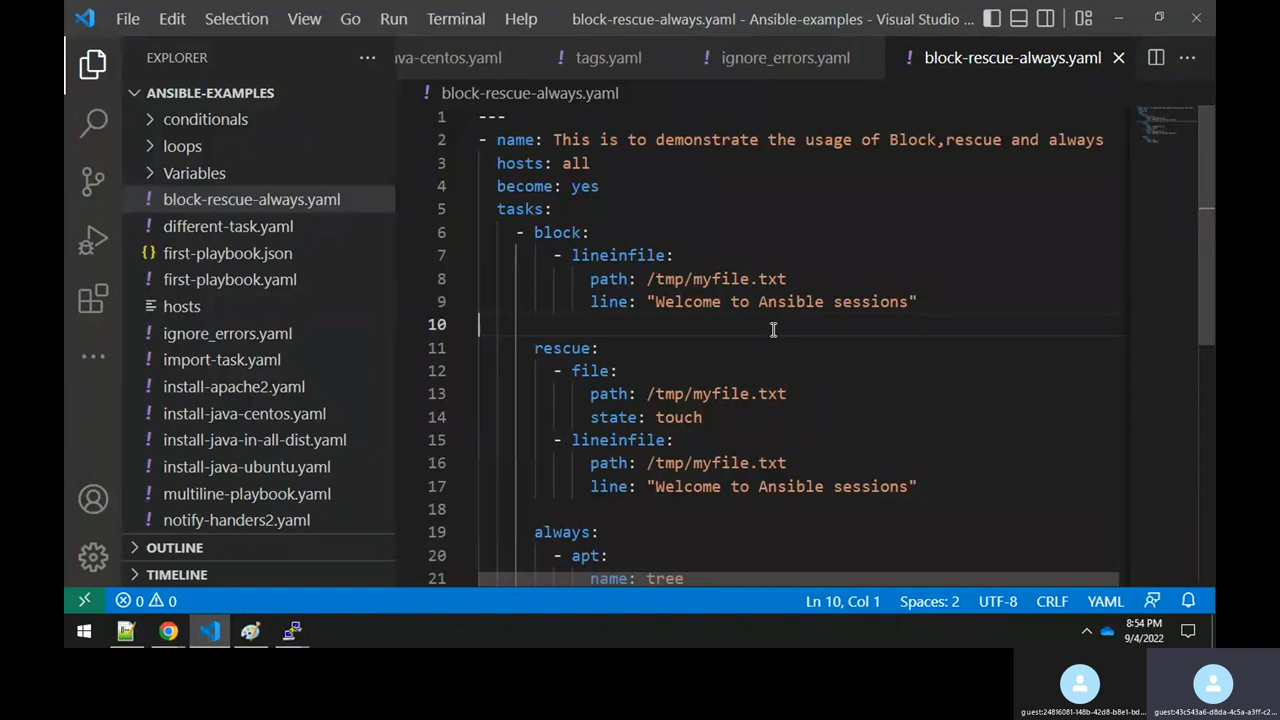 File Edit Selection View Go Run Terminal Help block-rescue-always.yaml - Ansible-examples - Visual Studio ...
EXPLORER
ANSIBLE-EXAMPLES
conditionals
loops
Variables
block-rescue-always.yaml
different-task.yaml
first-playbook.json
first-playbook.yaml
hosts
ignore_errors.yaml
import-task.yaml
install-apache2.yaml
install-java-centos.yaml
install-java-in-all-dist.yaml
install-java-ubuntu.yaml
multiline-playbook.yaml
notify-handers2.yaml
OUTLINE
TIMELINE
ava-centos.yaml ! tags.yaml ! ignore_errors.yaml ! block-rescue-always.yaml
! block-rescue-always.yaml
1 ---
2 - name: This is to demonstrate the usage of Block,rescue and always
3 hosts: all
4 become: yes
5 tasks:
6 - block:
7 - lineinfile:
8 path: /tmp/myfile.txt
9 line: "Welcome to Ansible sessions"
10
11 rescue:
12 - file:
13 path: /tmp/myfile.txt
14 state: touch
15 - lineinfile:
16 path: /tmp/myfile.txt
17 line: "Welcome to Ansible sessions"
18
19 always:
20 - apt:
21 name: tree
0 0 Ln 10, Col 1 Spaces: 2 UTF-8 CRLF YAML
8:54 PM
9/4/2022
guest:24816081-148b-42d8-b8e1-bd... guest:43c543a6-d8da-4c5a-a3ff-c2...